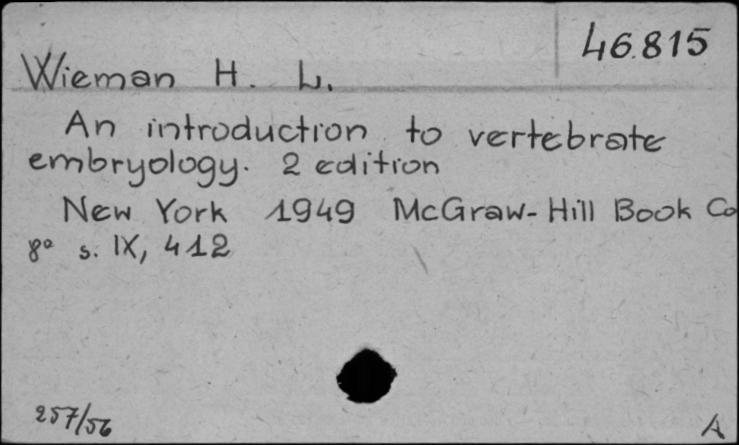 46.815
Wieman H. L.
An introduction to vertebrate
embryology. 2 edition
New York 1949 McGraw-Hill Book Co
8° s. IX, 412
257/56
A